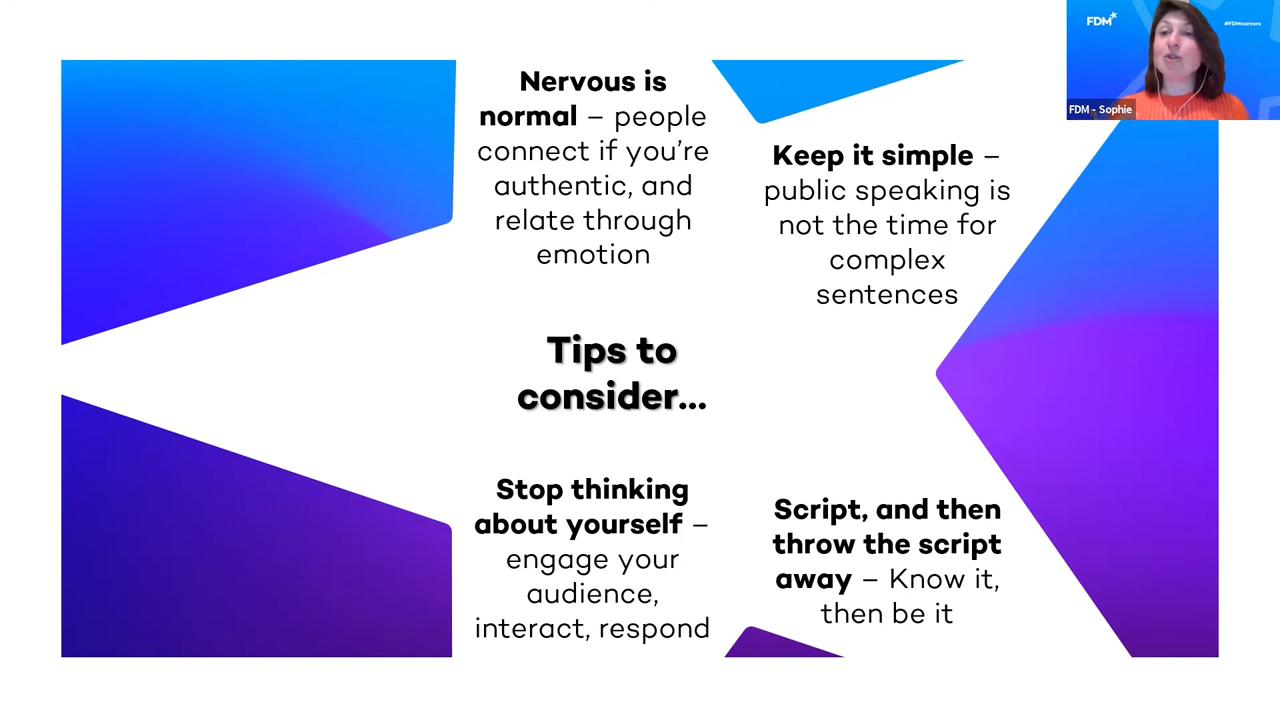 FDM
#FDMcareers
FDM - Sophie
Nervous is
normal – people
connect if you’re
authentic, and
relate through
emotion
Keep it simple –
public speaking is
not the time for
complex
sentences
Tips to
consider...
Stop thinking
about yourself –
engage your
audience,
interact, respond
Script, and then
throw the script
away – Know it,
then be it